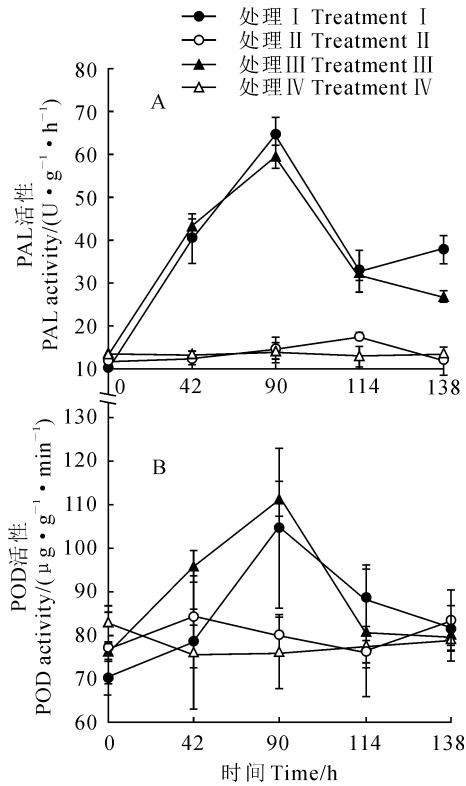 处理Ⅰ Treatment Ⅰ
处理Ⅱ Treatment Ⅱ
处理Ⅲ Treatment Ⅲ
处理Ⅳ Treatment Ⅳ
A
PAL活性
PAL activity/(U·g⁻¹·h⁻¹)
80
70
60
50
40
30
20
10
0 42 90 114 138
B
POD活性
POD activity/(μg·g⁻¹·min⁻¹)
130
120
110
100
90
80
70
60
0 42 90 114 138
时间 Time/h